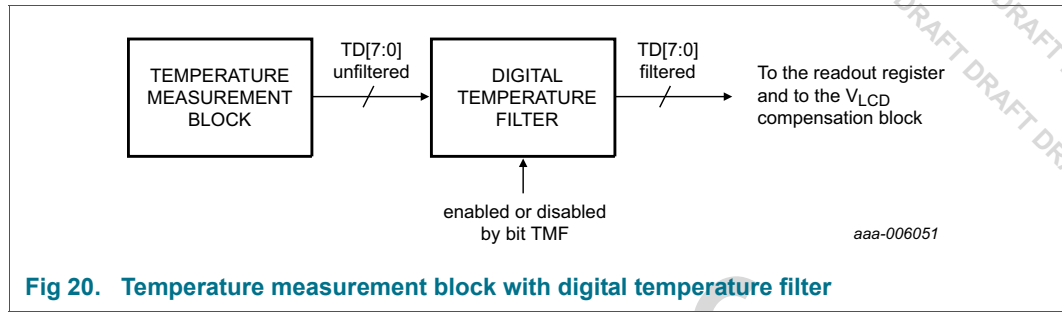 TEMPERATURE
MEASUREMENT
BLOCK
TD[7:0]
unfiltered
DIGITAL
TEMPERATURE
FILTER
TD[7:0]
filtered
To the readout register
and to the VLCD
compensation block
enabled or disabled
by bit TMF
aaa-006051
Fig 20. Temperature measurement block with digital temperature filter
DRAFT DRAFT DRAFT DR
DRAFT